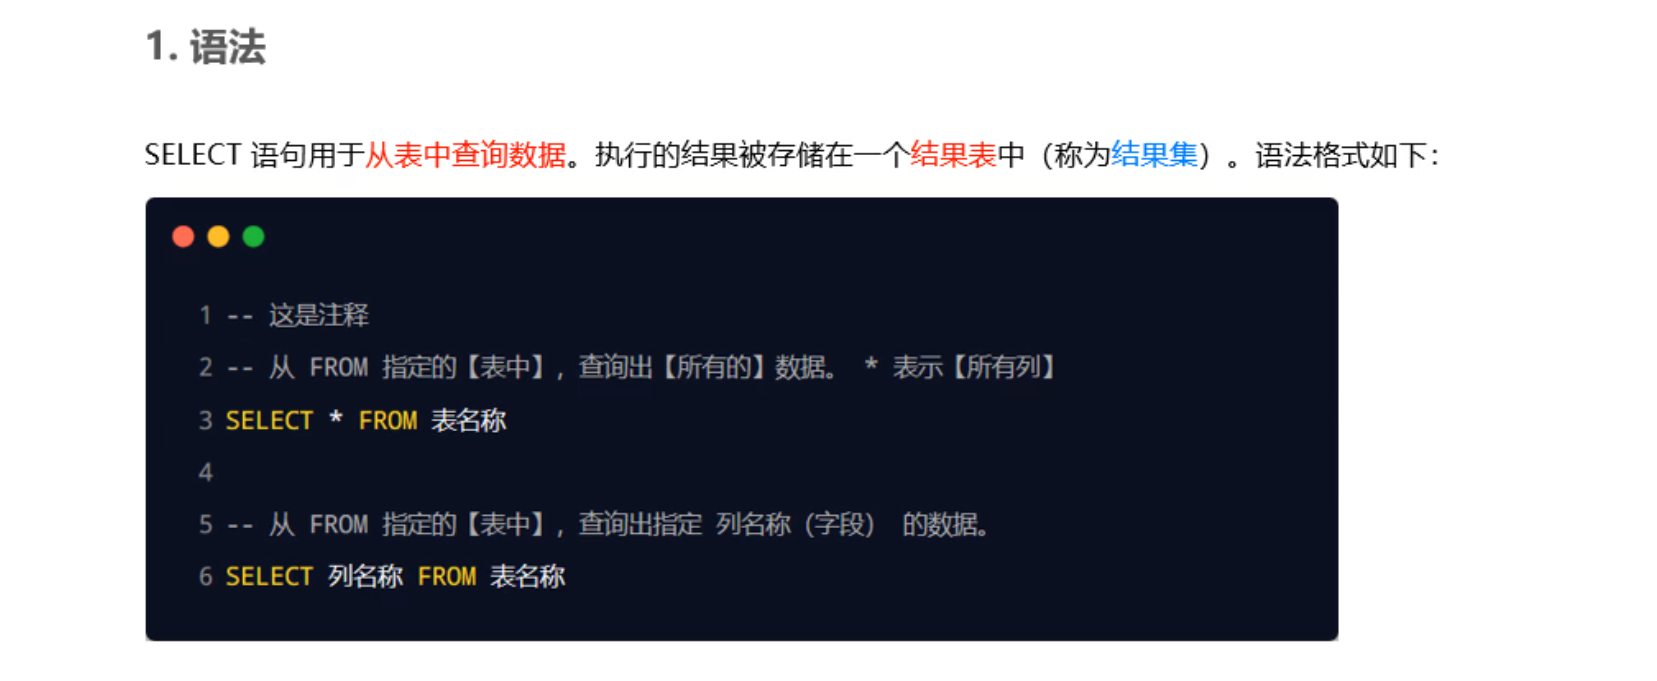 1. 语法
SELECT 语句用于从表中查询数据。执行的结果被存储在一个结果表中（称为结果集）。语法格式如下：
1 -- 这是注释
2 -- 从 FROM 指定的【表中】，查询出【所有的】数据。 * 表示【所有列】
3 SELECT * FROM 表名称
4
5 -- 从 FROM 指定的【表中】，查询出指定 列名称（字段） 的数据。
6 SELECT 列名称 FROM 表名称